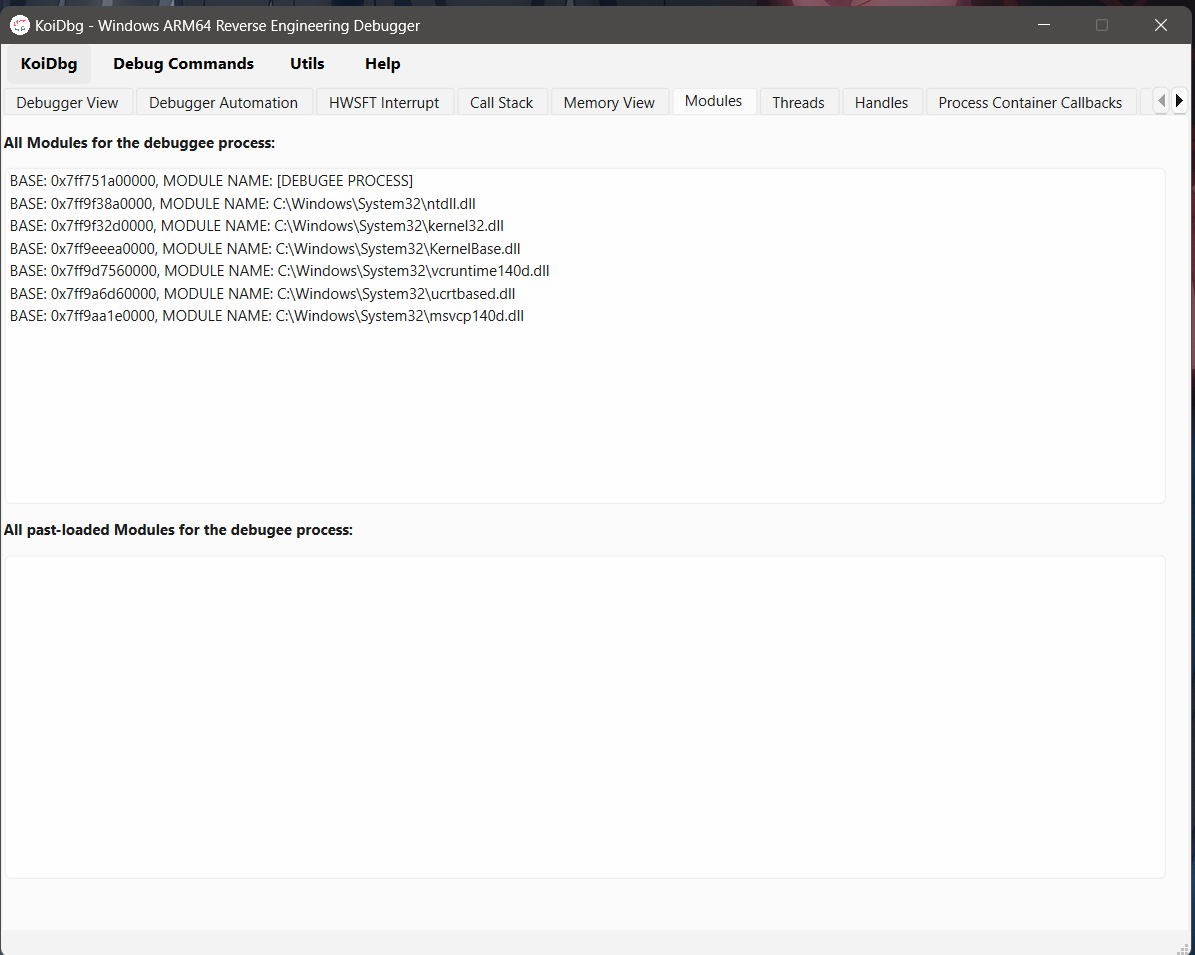 KoiDbg - Windows ARM64 Reverse Engineering Debugger
KoiDbg Debug Commands Utils Help
Debugger View Debugger Automation HWSFT Interrupt Call Stack Memory View Modules Threads Handles Process Container Callbacks
All Modules for the debuggee process:
BASE: 0x7ff751a00000, MODULE NAME: [DEBUGEE PROCESS]
BASE: 0x7ff9f38a0000, MODULE NAME: C:\Windows\System32\ntdll.dll
BASE: 0x7ff9f32d0000, MODULE NAME: C:\Windows\System32\kernel32.dll
BASE: 0x7ff9eeea0000, MODULE NAME: C:\Windows\System32\KernelBase.dll
BASE: 0x7ff9d7560000, MODULE NAME: C:\Windows\System32\vcruntime140d.dll
BASE: 0x7ff9a6d60000, MODULE NAME: C:\Windows\System32\ucrtbased.dll
BASE: 0x7ff9aa1e0000, MODULE NAME: C:\Windows\System32\msvcp140d.dll
All past-loaded Modules for the debugee process: